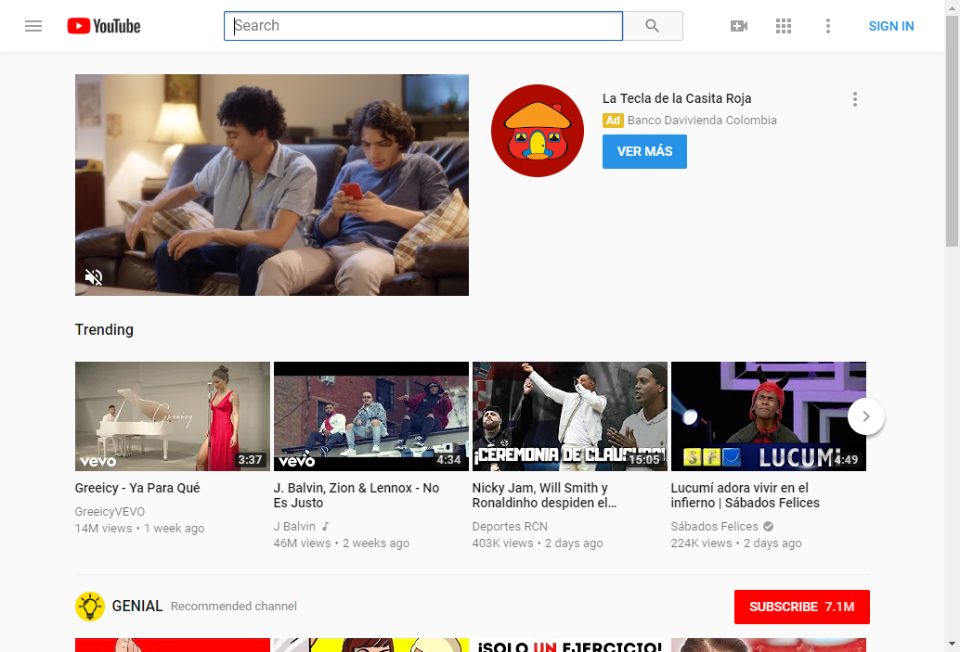 YouTube
Search
SIGN IN
La Tecla de la Casita Roja
Ad Banco Davivienda Colombia
VER MÁS
Trending
Greeicy
vevo
3:37
vevo
4:34
¡CEREMONIA DE CLAUSURA!
15:05
SFD LUCUMÍ
4:49
Greeicy - Ya Para Qué
GreeicyVEVO
14M views • 1 week ago
J. Balvin, Zion & Lennox - No
Es Justo
J Balvin
46M views • 2 weeks ago
Nicky Jam, Will Smith y
Ronaldinho despiden el...
Deportes RCN
403K views • 2 days ago
Lucumí adora vivir en el
infierno | Sábados Felices
Sábados Felices
224K views • 2 days ago
GENIAL Recommended channel
SUBSCRIBE 7.1M
¡SOLO UN EJERCICIO!